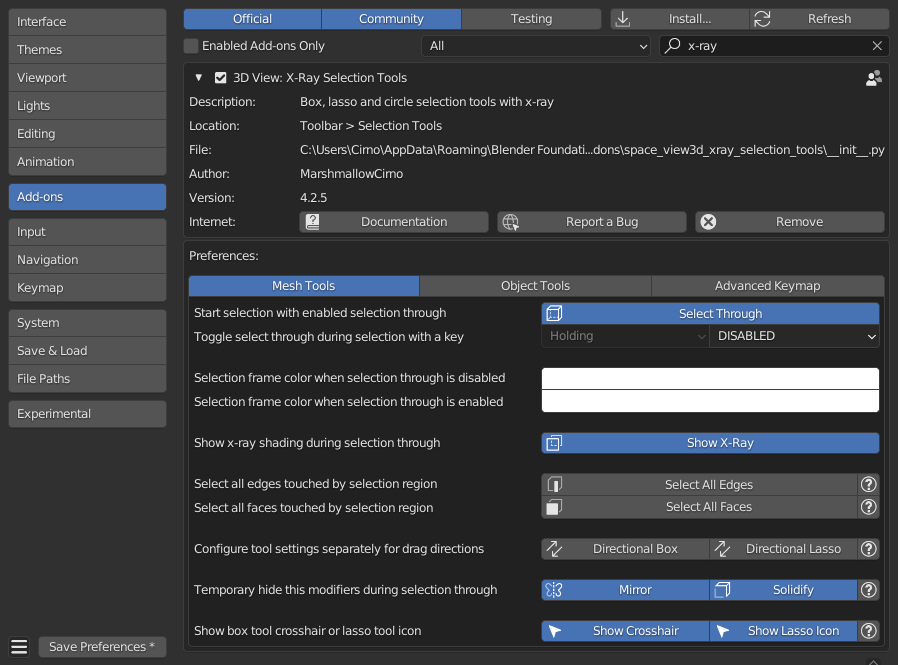 Interface
Themes
Viewport
Lights
Editing
Animation
Add-ons
Input
Navigation
Keymap
System
Save & Load
File Paths
Experimental
Save Preferences *
Official Community Testing Install... Refresh
Enabled Add-ons Only All x-ray
3D View: X-Ray Selection Tools
Description: Box, lasso and circle selection tools with x-ray
Location: Toolbar > Selection Tools
File: C:\Users\Cirno\AppData\Roaming\Blender Foundati...dons\space_view3d_xray_selection_tools\__init__.py
Author: MarshmallowCirno
Version: 4.2.5
Internet: Documentation Report a Bug Remove
Preferences:
Mesh Tools Object Tools Advanced Keymap
Start selection with enabled selection through Select Through
Toggle select through during selection with a key Holding DISABLED
Selection frame color when selection through is disabled
Selection frame color when selection through is enabled
Show x-ray shading during selection through Show X-Ray
Select all edges touched by selection region Select All Edges ?
Select all faces touched by selection region Select All Faces ?
Configure tool settings separately for drag directions Directional Box Directional Lasso ?
Temporary hide this modifiers during selection through Mirror Solidify ?
Show box tool crosshair or lasso tool icon Show Crosshair Show Lasso Icon ?